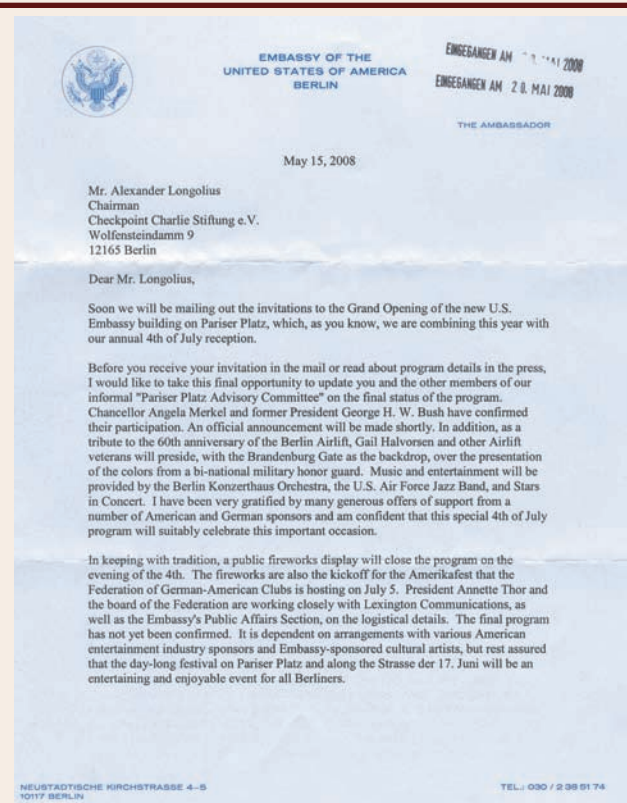 EMBASSY OF THE
UNITED STATES OF AMERICA
BERLIN
EINGEGANGEN AM MAI 2008
EINGEGANGEN AM 20. MAI 2008
THE AMBASSADOR
May 15, 2008
Mr. Alexander Longolius
Chairman
Checkpoint Charlie Stiftung e.V.
Wolfensteindamm 9
12165 Berlin
Dear Mr. Longolius,
Soon we will be mailing out the invitations to the Grand Opening of the new U.S.
Embassy building on Pariser Platz, which, as you know, we are combining this year with
our annual 4th of July reception.
Before you receive your invitation in the mail or read about program details in the press,
I would like to take this final opportunity to update you and the other members of our
informal "Pariser Platz Advisory Committee" on the final status of the program.
Chancellor Angela Merkel and former President George H. W. Bush have confirmed
their participation. An official announcement will be made shortly. In addition, as a
tribute to the 60th anniversary of the Berlin Airlift, Gail Halvorsen and other Airlift
veterans will preside, with the Brandenburg Gate as the backdrop, over the presentation
of the colors from a bi-national military honor guard. Music and entertainment will be
provided by the Berlin Konzerthaus Orchestra, the U.S. Air Force Jazz Band, and Stars
in Concert. I have been very gratified by many generous offers of support from a
number of American and German sponsors and am confident that this special 4th of July
program will suitably celebrate this important occasion.
In keeping with tradition, a public fireworks display will close the program on the
evening of the 4th. The fireworks are also the kickoff for the Amerikafest that the
Federation of German-American Clubs is hosting on July 5. President Annette Thor and
the board of the Federation are working closely with Lexington Communications, as
well as the Embassy's Public Affairs Section, on the logistical details. The final program
has not yet been confirmed. It is dependent on arrangements with various American
entertainment industry sponsors and Embassy-sponsored cultural artists, but rest assured
that the day-long festival on Pariser Platz and along the Strasse der 17. Juni will be an
entertaining and enjoyable event for all Berliners.
NEUSTÄDTISCHE KIRCHSTRASSE 4-5
10117 BERLIN
TEL.: 030 / 2 38 51 74